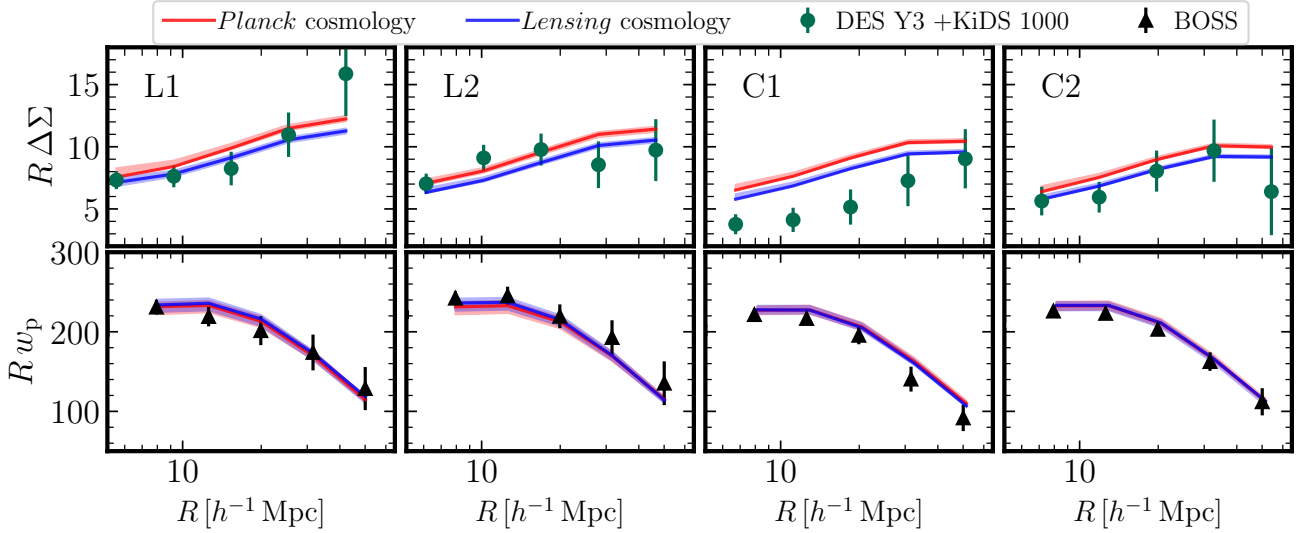 Planck cosmology Lensing cosmology DES Y3 +KiDS 1000 BOSS
L1 L2 C1 C2
15
10
5
R ΔΣ
300
200
100
R w_p
10 10 10 10
R [h⁻¹ Mpc] R [h⁻¹ Mpc] R [h⁻¹ Mpc] R [h⁻¹ Mpc]